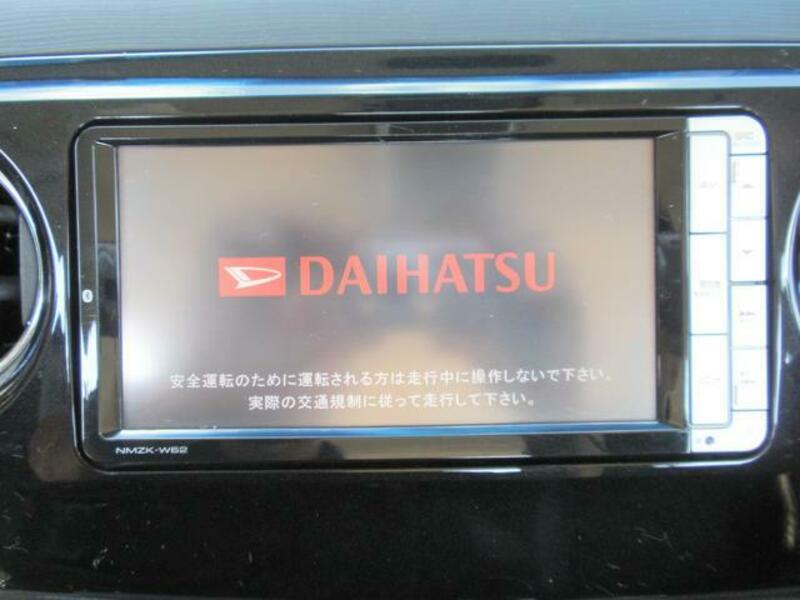 DAIHATSU
安全運転のために運転される方は走行中に操作しないで下さい。
実際の交通規制に従って走行して下さい。
NMZK-W62